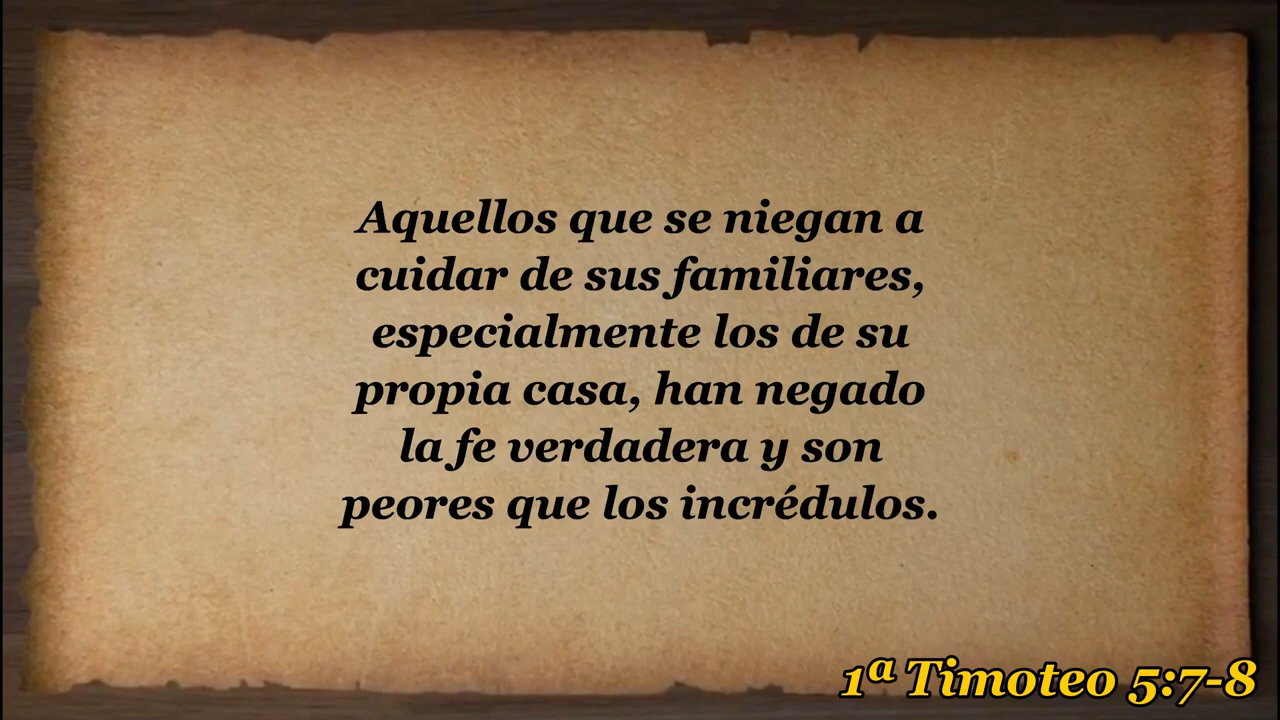 Aquellos que se niegan a
cuidar de sus familiares,
especialmente los de su
propia casa, han negado
la fe verdadera y son
peores que los incrédulos.
1ª Timoteo 5:7-8